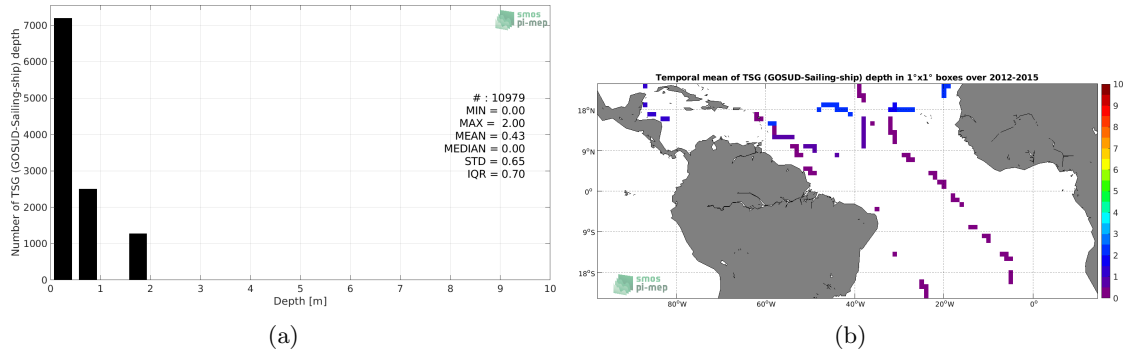 7000
6000
5000
4000
3000
2000
1000
0
Number of TSG (GOSUD-Sailing-ship) depth
0 1 2 3 4 5 6 7 8 9 10
Depth [m]
smos
pi-mep
# : 10979
MIN = 0.00
MAX = 2.00
MEAN = 0.43
MEDIAN = 0.00
STD = 0.65
IQR = 0.70
(a)
Temporal mean of TSG (GOSUD-Sailing-ship) depth in 1°x1° boxes over 2012-2015
18°N
9°N
0°
9°S
18°S
80°W 60°W 40°W 20°W 0°
smos
pi-mep
10
9
8
7
6
5
4
3
2
1
0
(b)